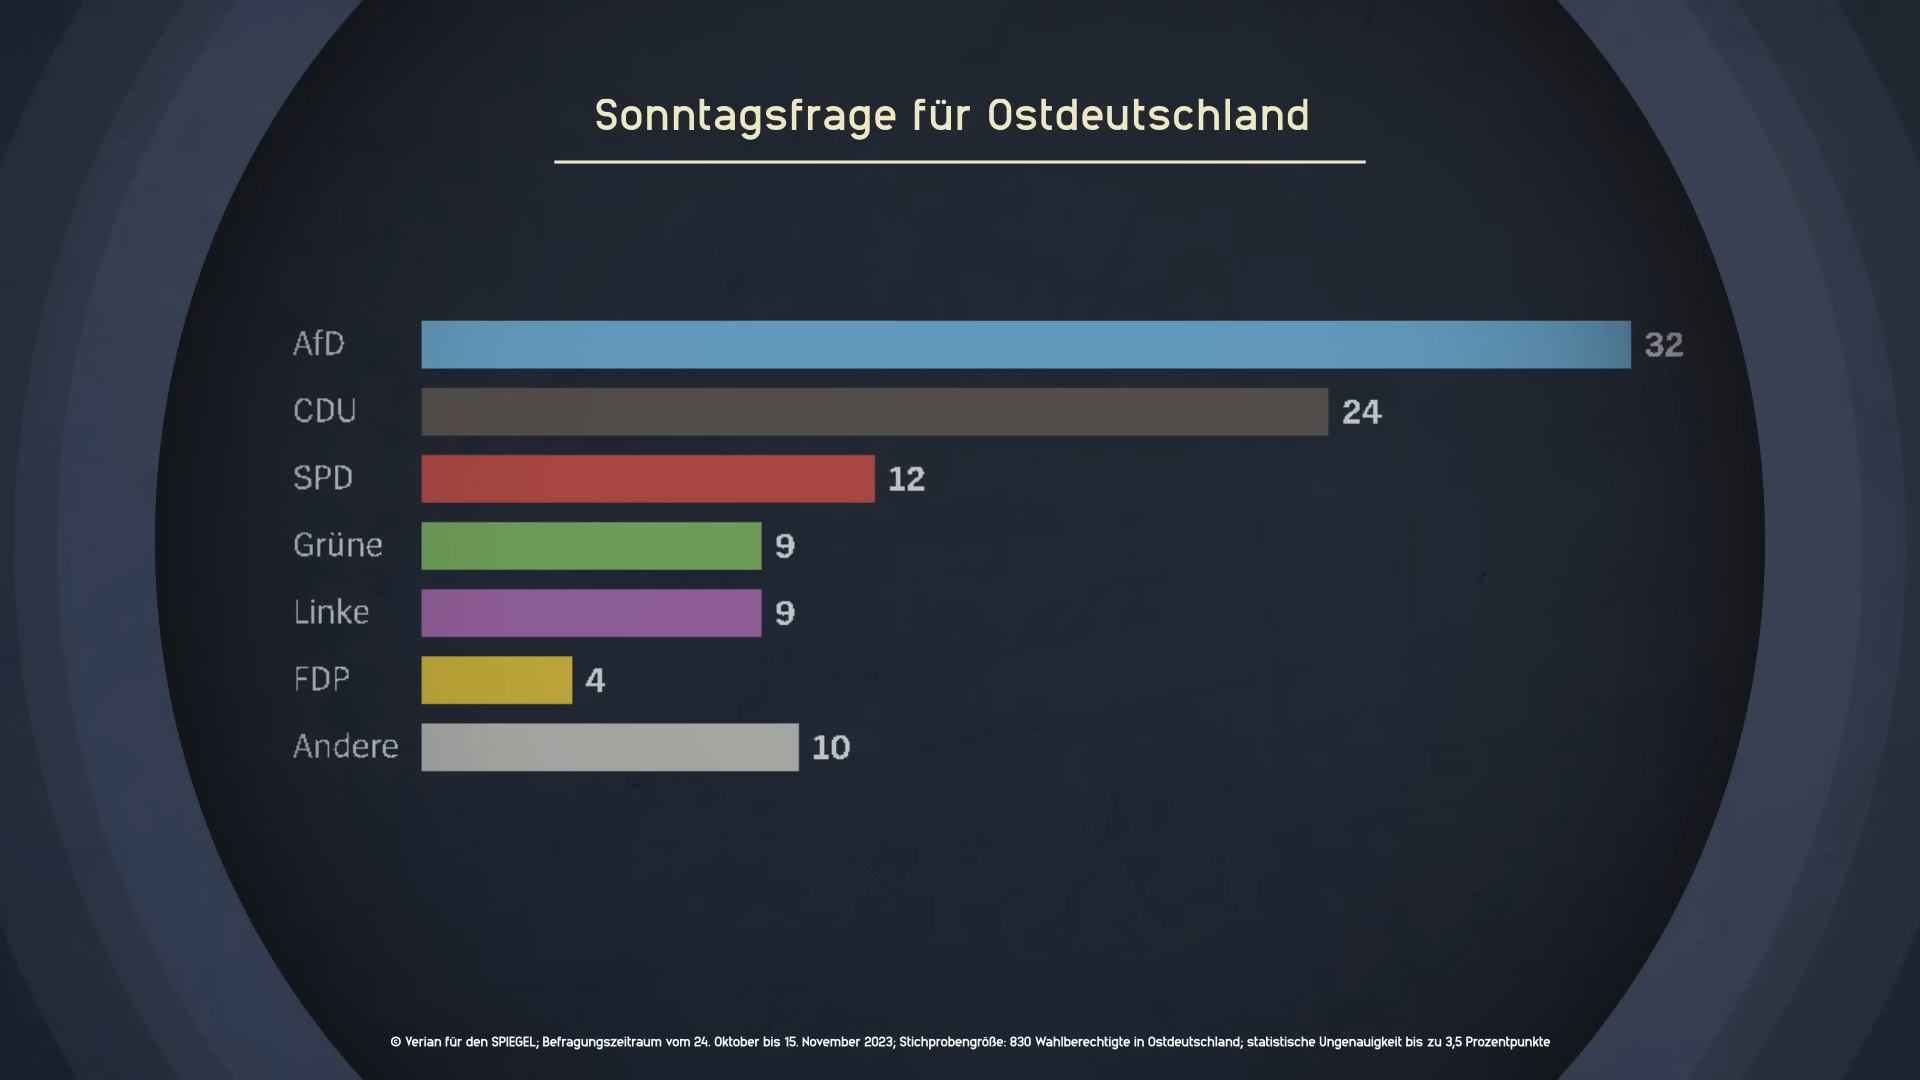 Sonntagsfrage für Ostdeutschland
AfD 32
CDU 24
SPD 12
Grüne 9
Linke 9
FDP 4
Andere 10
© Verian für den SPIEGEL; Befragungszeitraum vom 24. Oktober bis 15. November 2023; Stichprobengröße: 830 Wahlberechtigte in Ostdeutschland; statistische Ungenauigkeit bis zu 3,5 Prozentpunkte